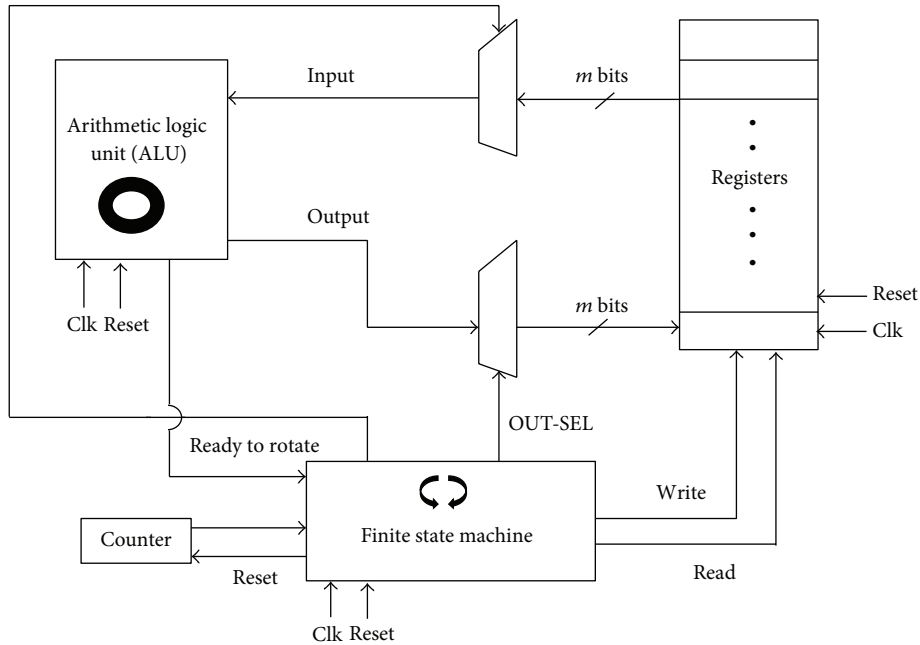 Input
m bits
Arithmetic logic
unit (ALU)
Registers
Output
Clk Reset
m bits
Reset
Clk
OUT-SEL
Ready to rotate
Write
Counter
Finite state machine
Reset
Read
Clk Reset